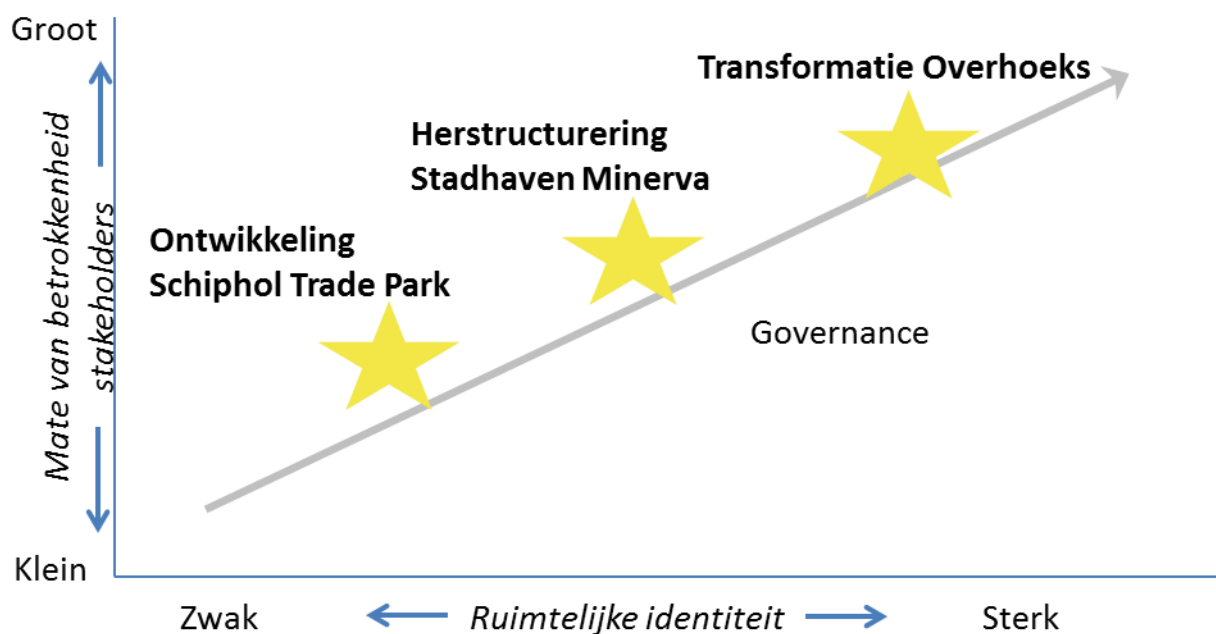 Groot
Transformatie Overhoeks
Herstructurering
Stadhaven Minerva
Ontwikkeling
Schiphol Trade Park
Mate van betrokkenheid
stakeholders
Governance
Klein
Zwak
Ruimtelijke identiteit
Sterk